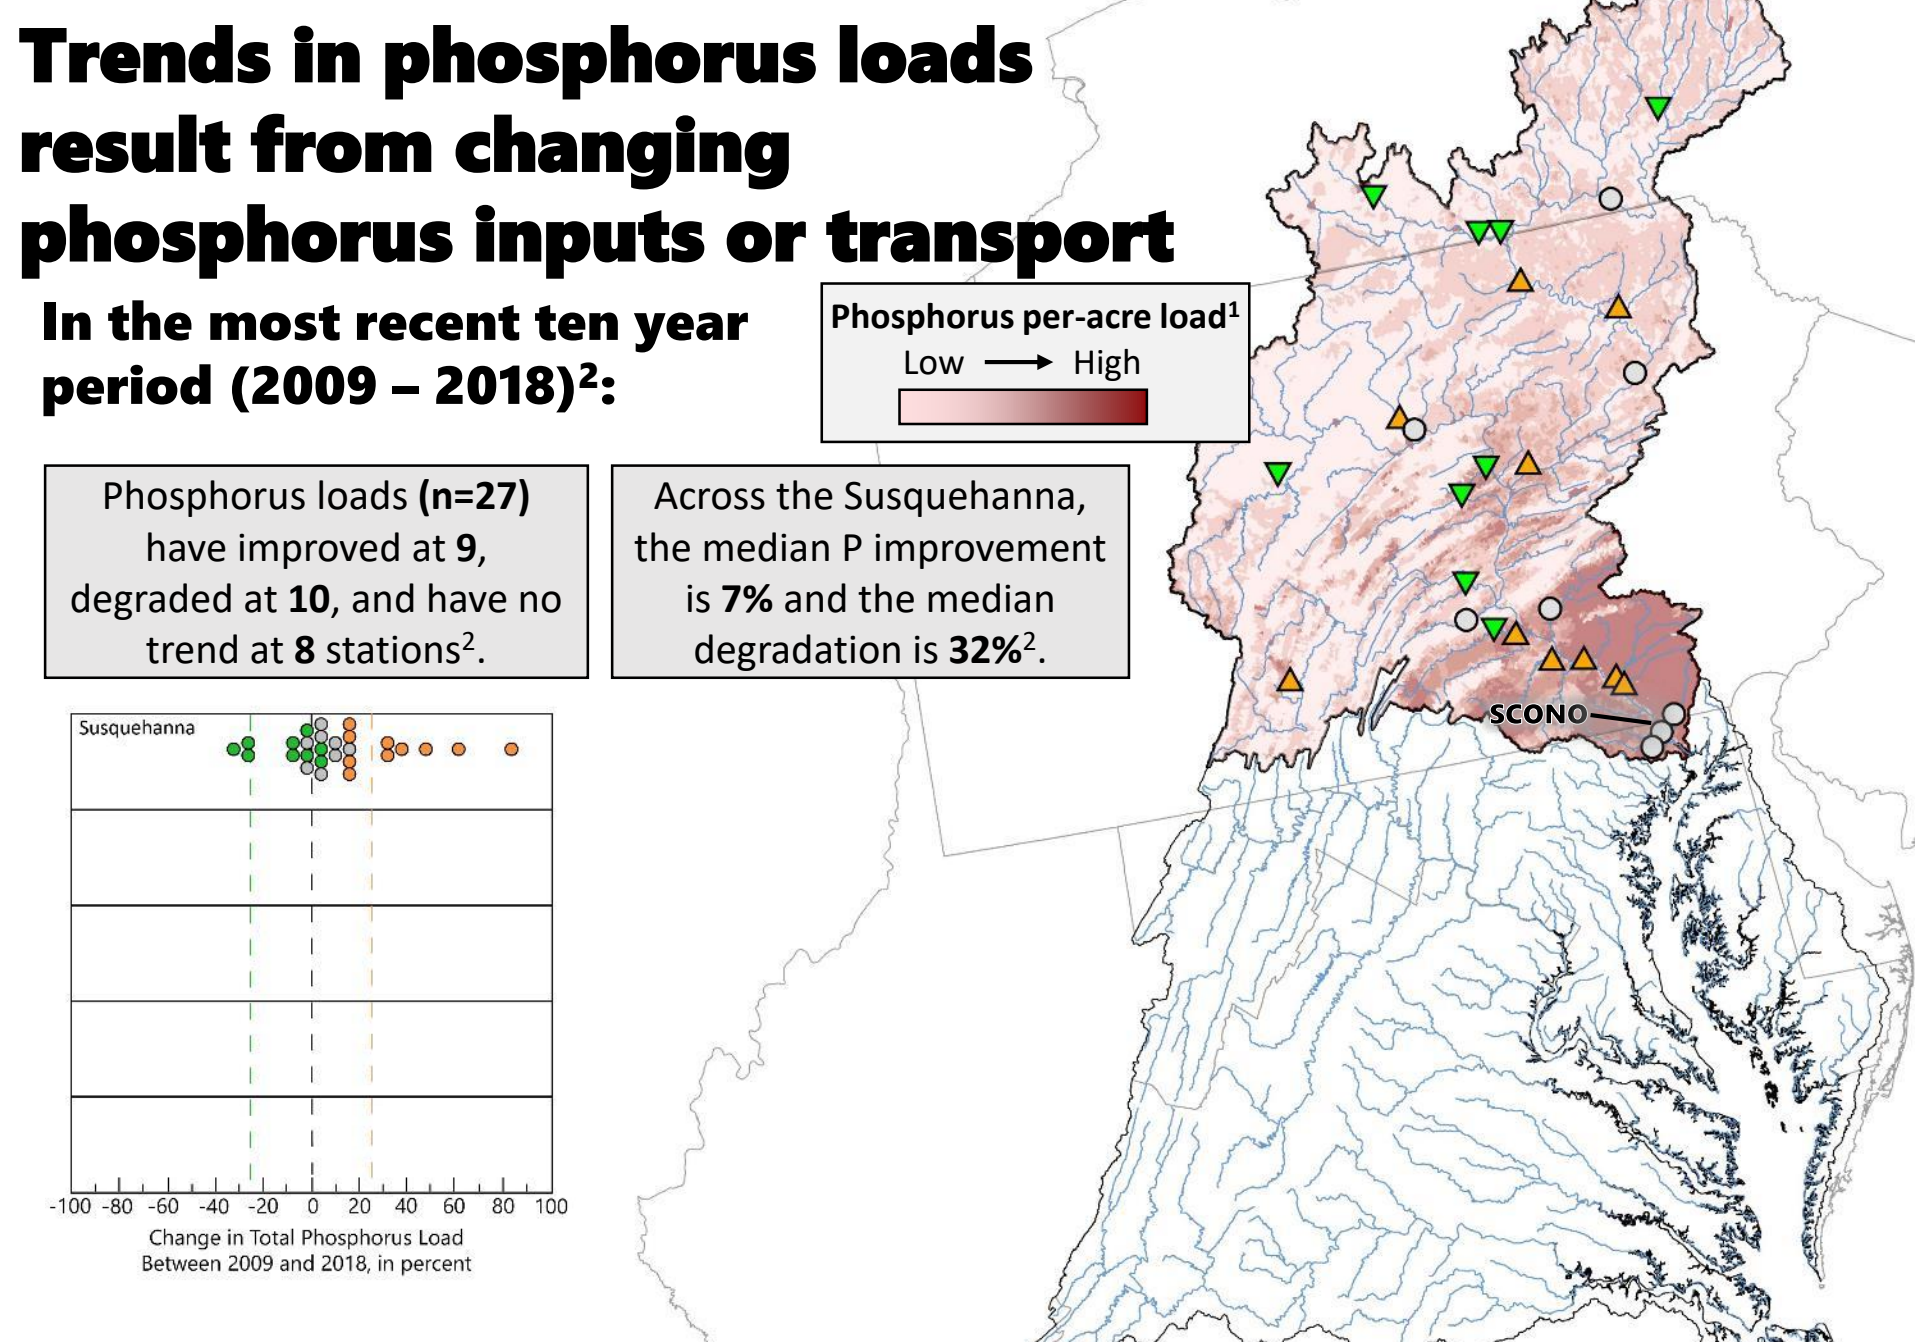 Trends in phosphorus loads
result from changing
phosphorus inputs or transport
In the most recent ten year
period (2009 – 2018)²:
Phosphorus per-acre load¹
Low → High
Phosphorus loads (n=27)
have improved at 9,
degraded at 10, and have no
trend at 8 stations².
Across the Susquehanna,
the median P improvement
is 7% and the median
degradation is 32%².
SCONO
Susquehanna
-100 -80 -60 -40 -20 0 20 40 60 80 100
Change in Total Phosphorus Load
Between 2009 and 2018, in percent